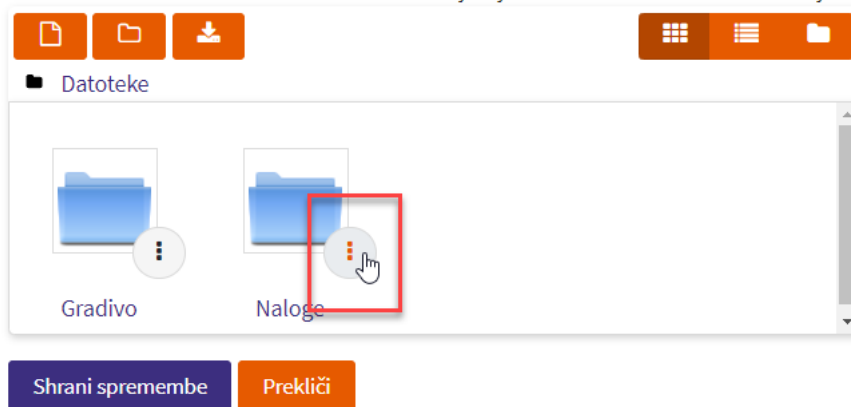 Datoteke
Gradivo
Naloge
Shrani spremembe
Prekliči